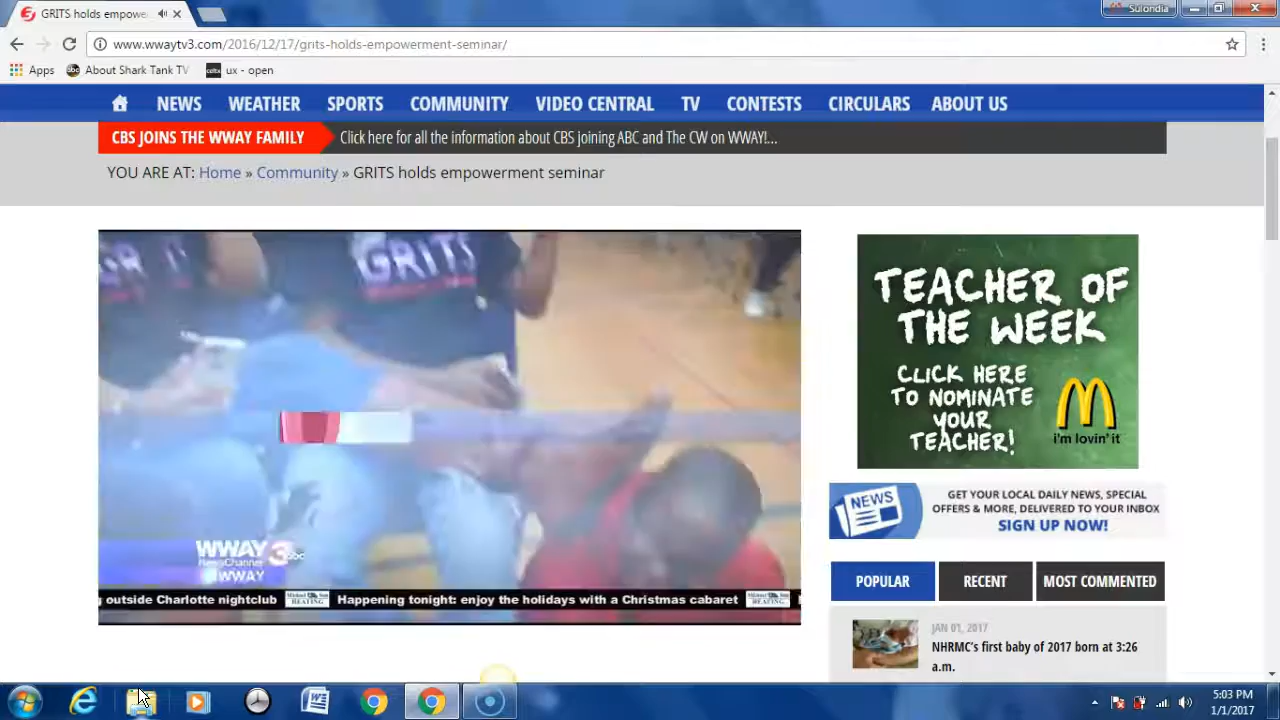 GRITS holds empowe
Sulondia
www.wwaytv3.com/2016/12/17/grits-holds-empowerment-seminar/
Apps
About Shark Tank TV
ux - open
NEWS
WEATHER
SPORTS
COMMUNITY
VIDEO CENTRAL
TV
CONTESTS
CIRCULARS
ABOUT US
CBS JOINS THE WWAY FAMILY
Click here for all the information about CBS joining ABC and The CW on WWAY!...
YOU ARE AT: Home » Community » GRITS holds empowerment seminar
GRITS
WWAY 3 abc
NewsChannel
WWAY
g outside Charlotte nightclub
HEATING
Happening tonight: enjoy the holidays with a Christmas cabaret
HEATING
TEACHER OF
THE WEEK
CLICK HERE
TO NOMINATE
YOUR
TEACHER!
i'm lovin' it
NEWS
GET YOUR LOCAL DAILY NEWS, SPECIAL
OFFERS & MORE, DELIVERED TO YOUR INBOX
SIGN UP NOW!
POPULAR
RECENT
MOST COMMENTED
JAN 01, 2017
NHRMC's first baby of 2017 born at 3:26
a.m.
5:03 PM
1/1/2017